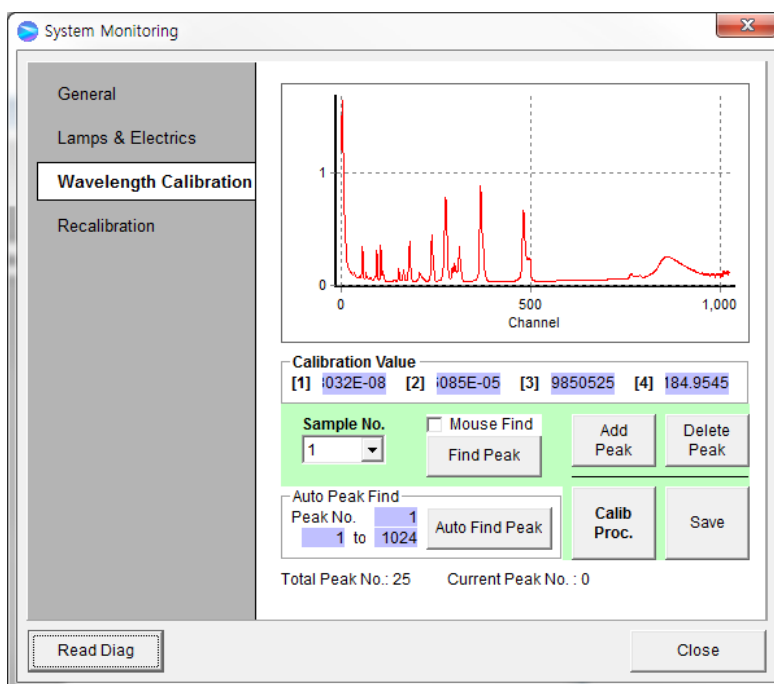 System Monitoring
General
Lamps & Electrics
Wavelength Calibration
Recalibration
1
0
0 500 1,000
Channel
Calibration Value
[1] 032E-08 [2] 085E-05 [3] 9850525 [4] 184.9545
Sample No.
1
Mouse Find
Find Peak
Add
Peak
Delete
Peak
Auto Peak Find
Peak No. 1
1 to 1024
Auto Find Peak
Calib
Proc.
Save
Total Peak No.: 25 Current Peak No. : 0
Read Diag
Close